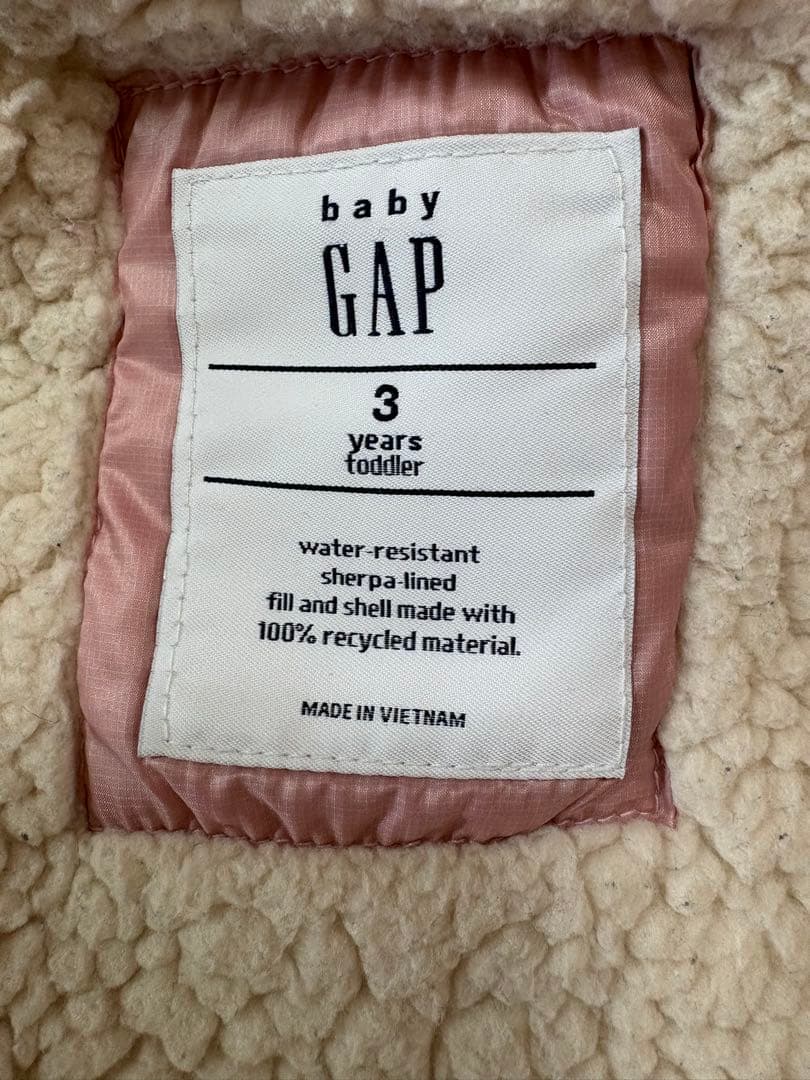 baby
GAP
3
years
toddler
water-resistant
sherpa-lined
fill and shell made with
100% recycled material.
MADE IN VIETNAM